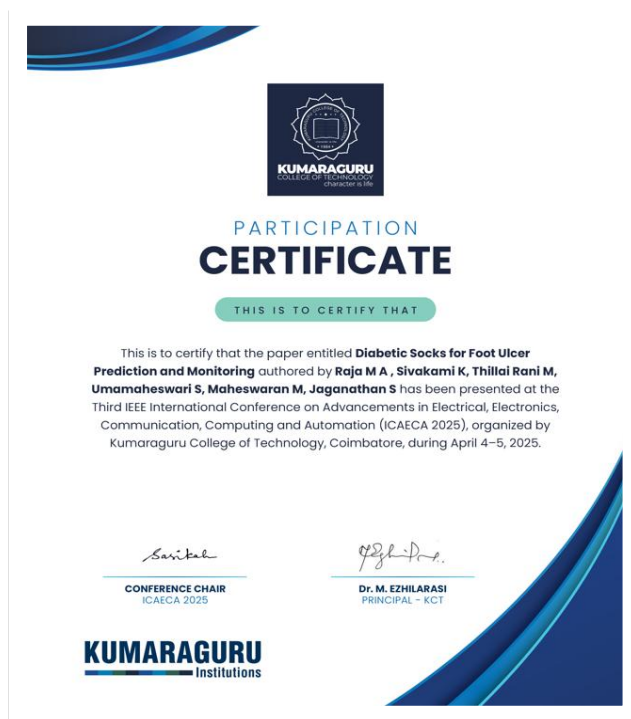 KUMARAGURU
COLLEGE OF TECHNOLOGY
character is life
PARTICIPATION
CERTIFICATE
THIS IS TO CERTIFY THAT
This is to certify that the paper entitled Diabetic Socks for Foot Ulcer
Prediction and Monitoring authored by Raja M A , Sivakami K, Thillai Rani M,
Umamaheswari S, Maheswaran M, Jaganathan S has been presented at the
Third IEEE International Conference on Advancements in Electrical, Electronics,
Communication, Computing and Automation (ICAECA 2025), organized by
Kumaraguru College of Technology, Coimbatore, during April 4–5, 2025.
CONFERENCE CHAIR
ICAECA 2025
Dr. M. EZHILARASI
PRINCIPAL - KCT
KUMARAGURU
Institutions